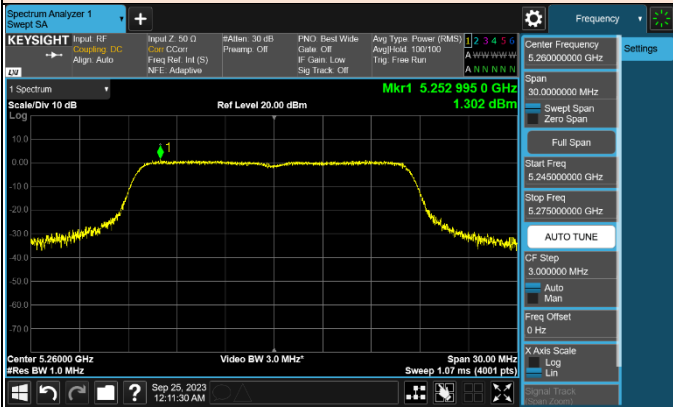 Spectrum Analyzer 1
Swept SA
+
Frequency
KEYSIGHT
Input: RF
Coupling: DC
Align: Auto
Input Z: 50 Ω
Corr CCorr
Freq Ref: Int (S)
NFE: Adaptive
#Atten: 30 dB
Preamp: Off
PNO: Best Wide
Gate: Off
IF Gain: Low
Sig Track: Off
Avg Type: Power (RMS)
Avg|Hold: 100/100
Trig: Free Run
1 2 3 4 5 6
A W W W W W
A N N N N N
LXI
1 Spectrum
Scale/Div 10 dB
Log
Ref Level 20.00 dBm
Mkr1 5.252 995 0 GHz
1.302 dBm
1
10.0
0.00
-10.0
-20.0
-30.0
-40.0
-50.0
-60.0
-70.0
Center 5.26000 GHz
#Res BW 1.0 MHz
Video BW 3.0 MHz*
Span 30.00 MHz
Sweep 1.07 ms (4001 pts)
?
Sep 25, 2023
12:11:30 AM
Center Frequency
5.260000000 GHz
Settings
Span
30.0000000 MHz
Swept Span
Zero Span
Full Span
Start Freq
5.245000000 GHz
Stop Freq
5.275000000 GHz
AUTO TUNE
CF Step
3.000000 MHz
Auto
Man
Freq Offset
0 Hz
X Axis Scale
Log
Lin
Signal Track
(Span Zoom)